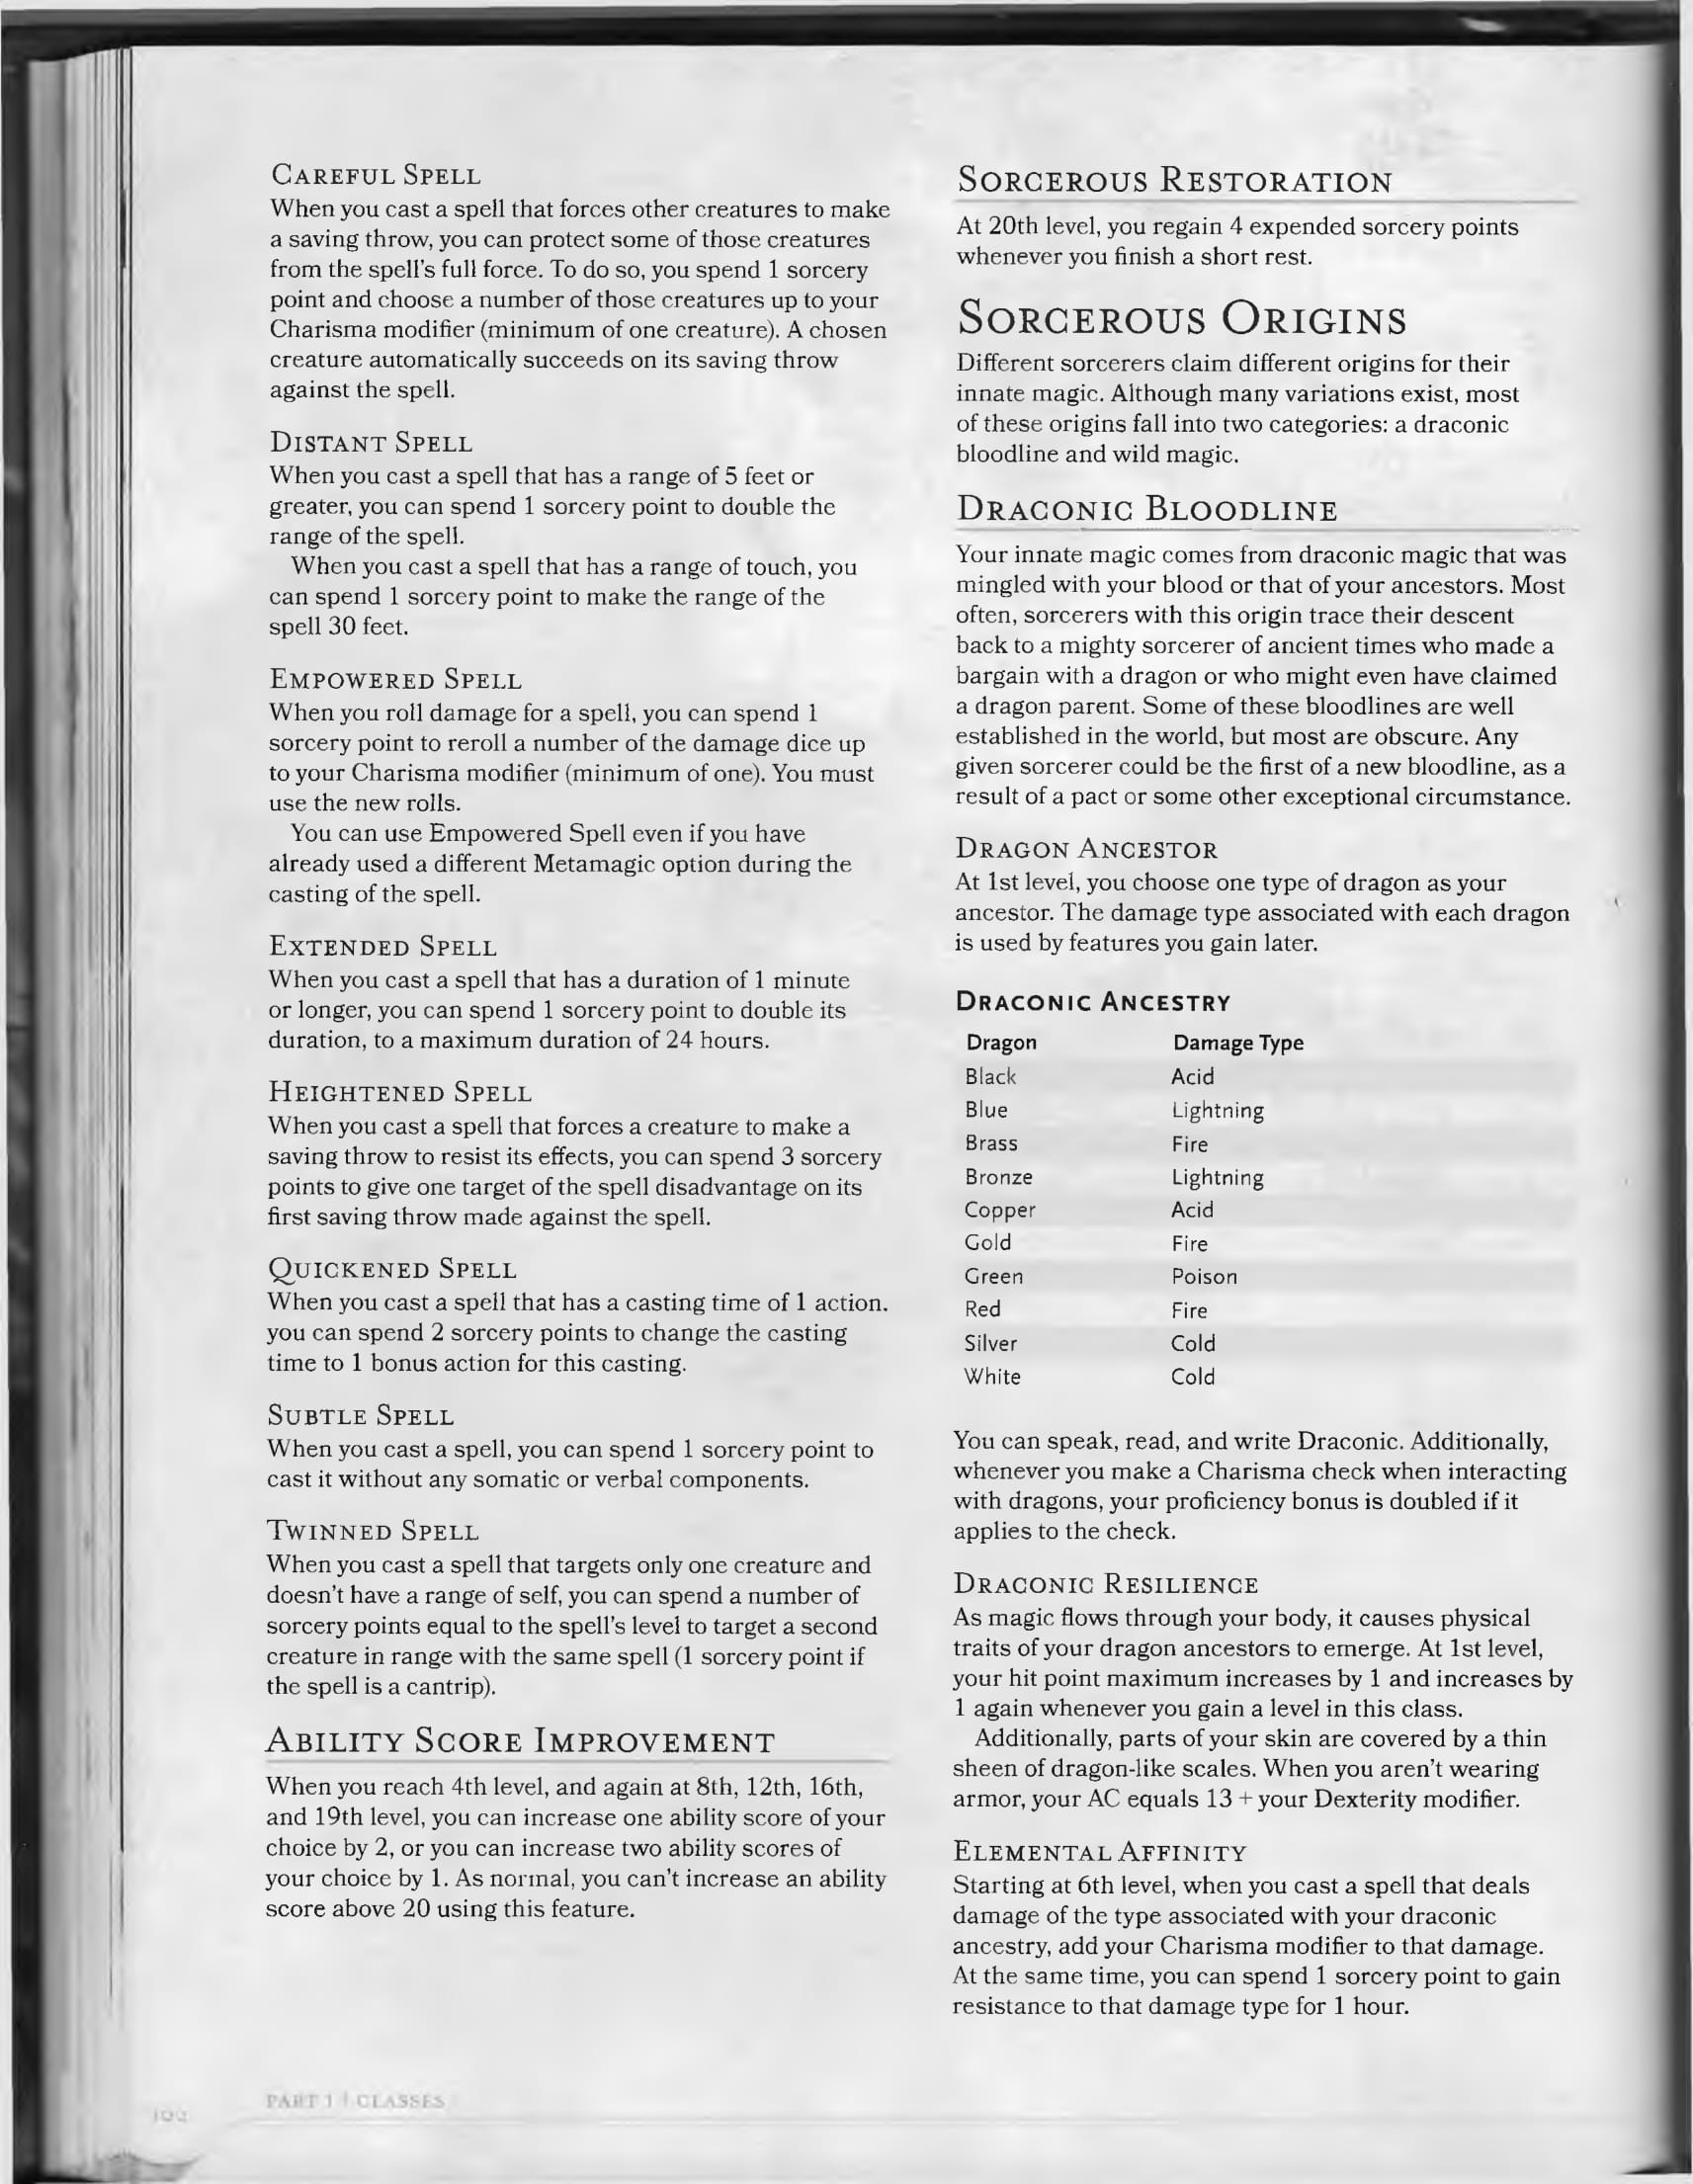 CAREFUL SPELL
When you cast a spell that forces other creatures to make
a saving throw, you can protect some of those creatures
from the spell's full force. To do so, you spend 1 sorcery
point and choose a number of those creatures up to your
Charisma modifier (minimum of one creature). A chosen
creature automatically succeeds on its saving throw
against the spell.
DISTANT SPELL
When you cast a spell that has a range of 5 feet or
greater, you can spend 1 sorcery point to double the
range of the spell.
When you cast a spell that has a range of touch, you
can spend 1 sorcery point to make the range of the
spell 30 feet.
EMPOWERED SPELL
When you roll damage for a spell, you can spend 1
sorcery point to reroll a number of the damage dice up
to your Charisma modifier (minimum of one). You must
use the new rolls.
You can use Empowered Spell even if you have
already used a different Metamagic option during the
casting of the spell.
EXTENDED SPELL
When you cast a spell that has a duration of 1 minute
or longer, you can spend 1 sorcery point to double its
duration, to a maximum duration of 24 hours.
HEIGHTENED SPELL
When you cast a spell that forces a creature to make a
saving throw to resist its effects, you can spend 3 sorcery
points to give one target of the spell disadvantage on its
first saving throw made against the spell.
QUICKENED SPELL
When you cast a spell that has a casting time of 1 action.
you can spend 2 sorcery points to change the casting
time to 1 bonus action for this casting.
SUBTLE SPELL
When you cast a spell, you can spend 1 sorcery point to
cast it without any somatic or verbal components.
TWINNED SPELL
When you cast a spell that targets only one creature and
doesn't have a range of self, you can spend a number of
sorcery points equal to the spell's level to target a second
creature in range with the same spell (1 sorcery point if
the spell is a cantrip).
ABILITY SCORE IMPROVEMENT
When you reach 4th level, and again at 8th, 12th, 16th,
and 19th level, you can increase one ability score of your
choice by 2, or you can increase two ability scores of
your choice by 1. As normal, you can't increase an ability
score above 20 using this feature.
SORCEROUS RESTORATION
At 20th level, you regain 4 expended sorcery points
whenever you finish a short rest.
SORCEROUS ORIGINS
Different sorcerers claim different origins for their
innate magic. Although many variations exist, most
of these origins fall into two categories: a draconic
bloodline and wild magic.
DRACONIC BLOODLINE
Your innate magic comes from draconic magic that was
mingled with your blood or that of your ancestors. Most
often, sorcerers with this origin trace their descent
back to a mighty sorcerer of ancient times who made a
bargain with a dragon or who might even have claimed
a dragon parent. Some of these bloodlines are well
established in the world, but most are obscure. Any
given sorcerer could be the first of a new bloodline, as a
result of a pact or some other exceptional circumstance.
DRAGON ANCESTOR
At 1st level, you choose one type of dragon as your
ancestor. The damage type associated with each dragon
is used by features you gain later.
DRACONIC ANCESTRY
Dragon Damage Type
Black Acid
Blue Lightning
Brass Fire
Bronze Lightning
Copper Acid
Gold Fire
Green Poison
Red Fire
Silver Cold
White Cold
You can speak, read, and write Draconic. Additionally,
whenever you make a Charisma check when interacting
with dragons, your proficiency bonus is doubled if it
applies to the check.
DRACONIC RESILIENCE
As magic flows through your body, it causes physical
traits of your dragon ancestors to emerge. At 1st level,
your hit point maximum increases by 1 and increases by
1 again whenever you gain a level in this class.
Additionally, parts of your skin are covered by a thin
sheen of dragon-like scales. When you aren't wearing
armor, your AC equals 13 + your Dexterity modifier.
ELEMENTAL AFFINITY
Starting at 6th level, when you cast a spell that deals
damage of the type associated with your draconic
ancestry, add your Charisma modifier to that damage.
At the same time, you can spend 1 sorcery point to gain
resistance to that damage type for 1 hour.
PART 1 | CLASSES